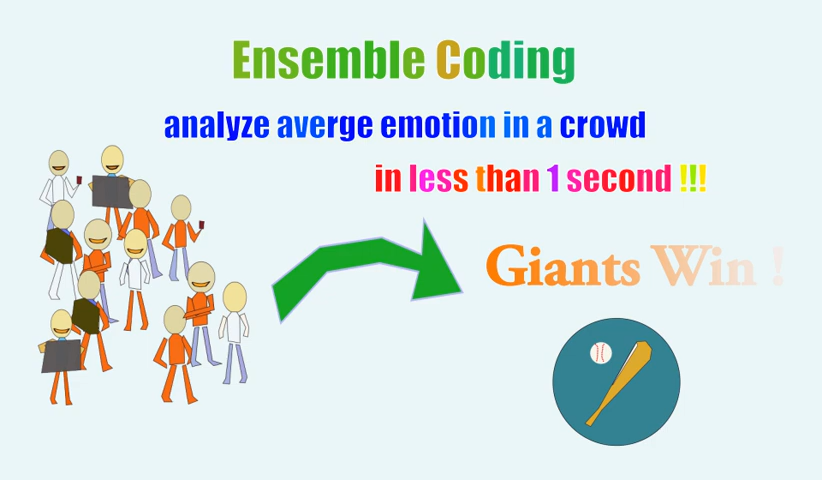 Ensemble Coding
analyze averge emotion in a crowd
in less than 1 second !!!
Giants Win !